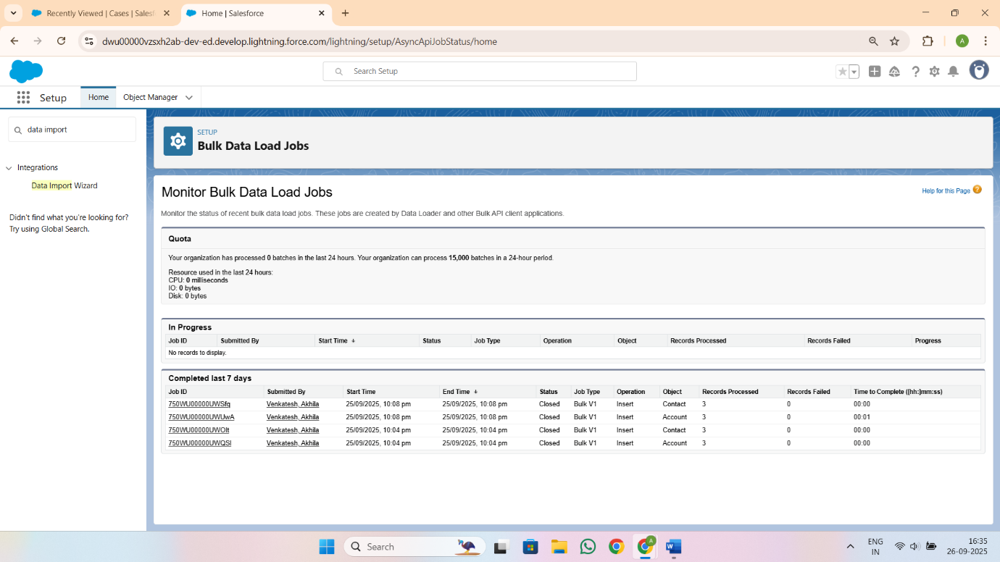 Recently Viewed | Cases | Salesf
Home | Salesforce
dwu00000vzsxh2ab-dev-ed.develop.lightning.force.com/lightning/setup/AsyncApiJobStatus/home
A
Search Setup
Setup
Home
Object Manager
data import
Integrations
Data Import Wizard
Didn't find what you're looking for?
Try using Global Search.
SETUP
Bulk Data Load Jobs
Monitor Bulk Data Load Jobs
Help for this Page ?
Monitor the status of recent bulk data load jobs. These jobs are created by Data Loader and other Bulk API client applications.
Quota
Your organization has processed 0 batches in the last 24 hours. Your organization can process 15,000 batches in a 24-hour period.
Resource used in the last 24 hours:
CPU: 0 milliseconds
IO: 0 bytes
Disk: 0 bytes
In Progress
Job ID Submitted By Start Time Status Job Type Operation Object Records Processed Records Failed Progress
No records to display.
Completed last 7 days
Job ID Submitted By Start Time End Time Status Job Type Operation Object Records Processed Records Failed Time to Complete ([hh:]mm:ss)
750WU00000UWSfq Venkatesh, Akhila 25/09/2025, 10:08 pm 25/09/2025, 10:08 pm Closed Bulk V1 Insert Contact 3 0 00:00
750WU00000UWUwA Venkatesh, Akhila 25/09/2025, 10:08 pm 25/09/2025, 10:08 pm Closed Bulk V1 Insert Account 3 0 00:01
750WU00000UWOlt Venkatesh, Akhila 25/09/2025, 10:04 pm 25/09/2025, 10:04 pm Closed Bulk V1 Insert Contact 3 0 00:00
750WU00000UWQSl Venkatesh, Akhila 25/09/2025, 10:04 pm 25/09/2025, 10:04 pm Closed Bulk V1 Insert Account 3 0 00:00
Search
A
ENG
IN
16:35
26-09-2025